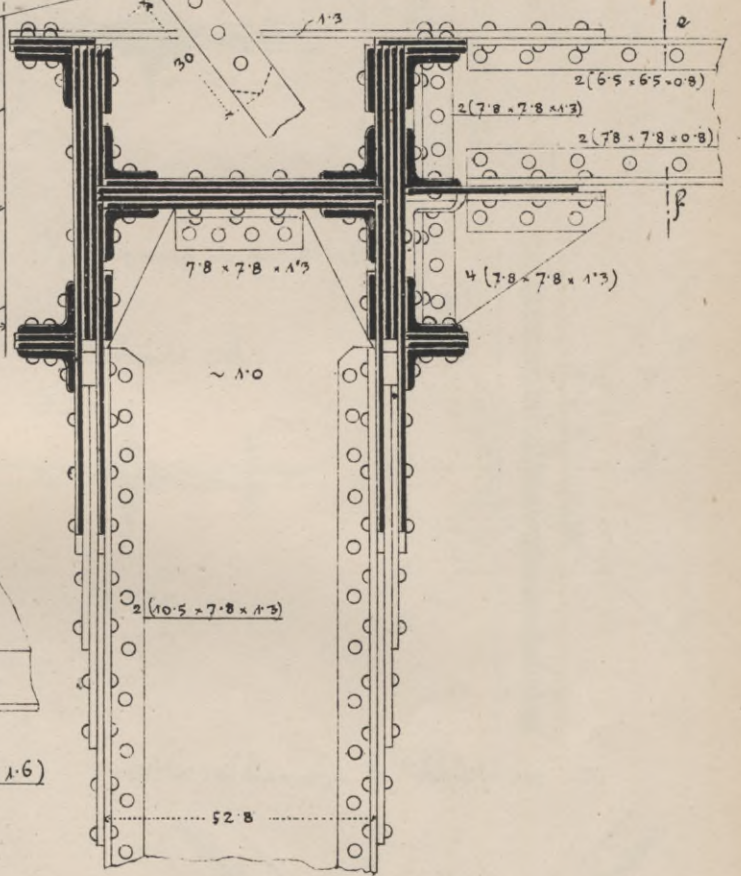 1·3
e
30
2(6·5 × 6·5 × 0·8)
2(7·8 × 7·8 × 1·3)
2(7·8 × 7·8 × 0·8)
f
7·8 × 7·8 × 1·3
4 (7·8 × 7·8 × 1·3)
~ 1·0
2(10·5 × 7·8 × 1·3)
1·6)
52·8